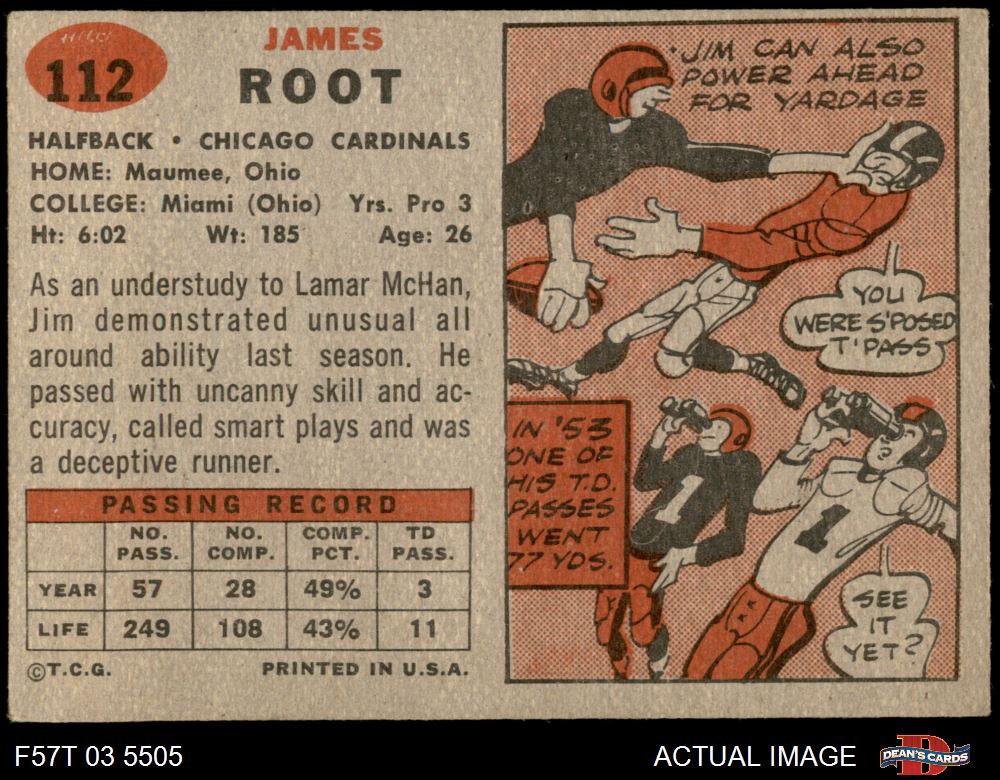 112
JAMES
ROOT
HALFBACK • CHICAGO CARDINALS
HOME: Maumee, Ohio
COLLEGE: Miami (Ohio) Yrs. Pro 3
Ht: 6:02 Wt: 185 Age: 26
As an understudy to Lamar McHan,
Jim demonstrated unusual all
around ability last season. He
passed with uncanny skill and ac-
curacy, called smart plays and was
a deceptive runner.
PASSING RECORD
NO. PASS. NO. COMP. COMP. PCT. TD PASS.
YEAR 57 28 49% 3
LIFE 249 108 43% 11
©T.C.G. PRINTED IN U.S.A.
JIM CAN ALSO
POWER AHEAD
FOR YARDAGE
YOU
WERE S'POSED
T' PASS
IN '53
ONE OF
HIS T.D.
PASSES
WENT
77 YDS.
1
1
SEE
IT
YET?
F57T 03 5505 ACTUAL IMAGE DEAN'S CARDS